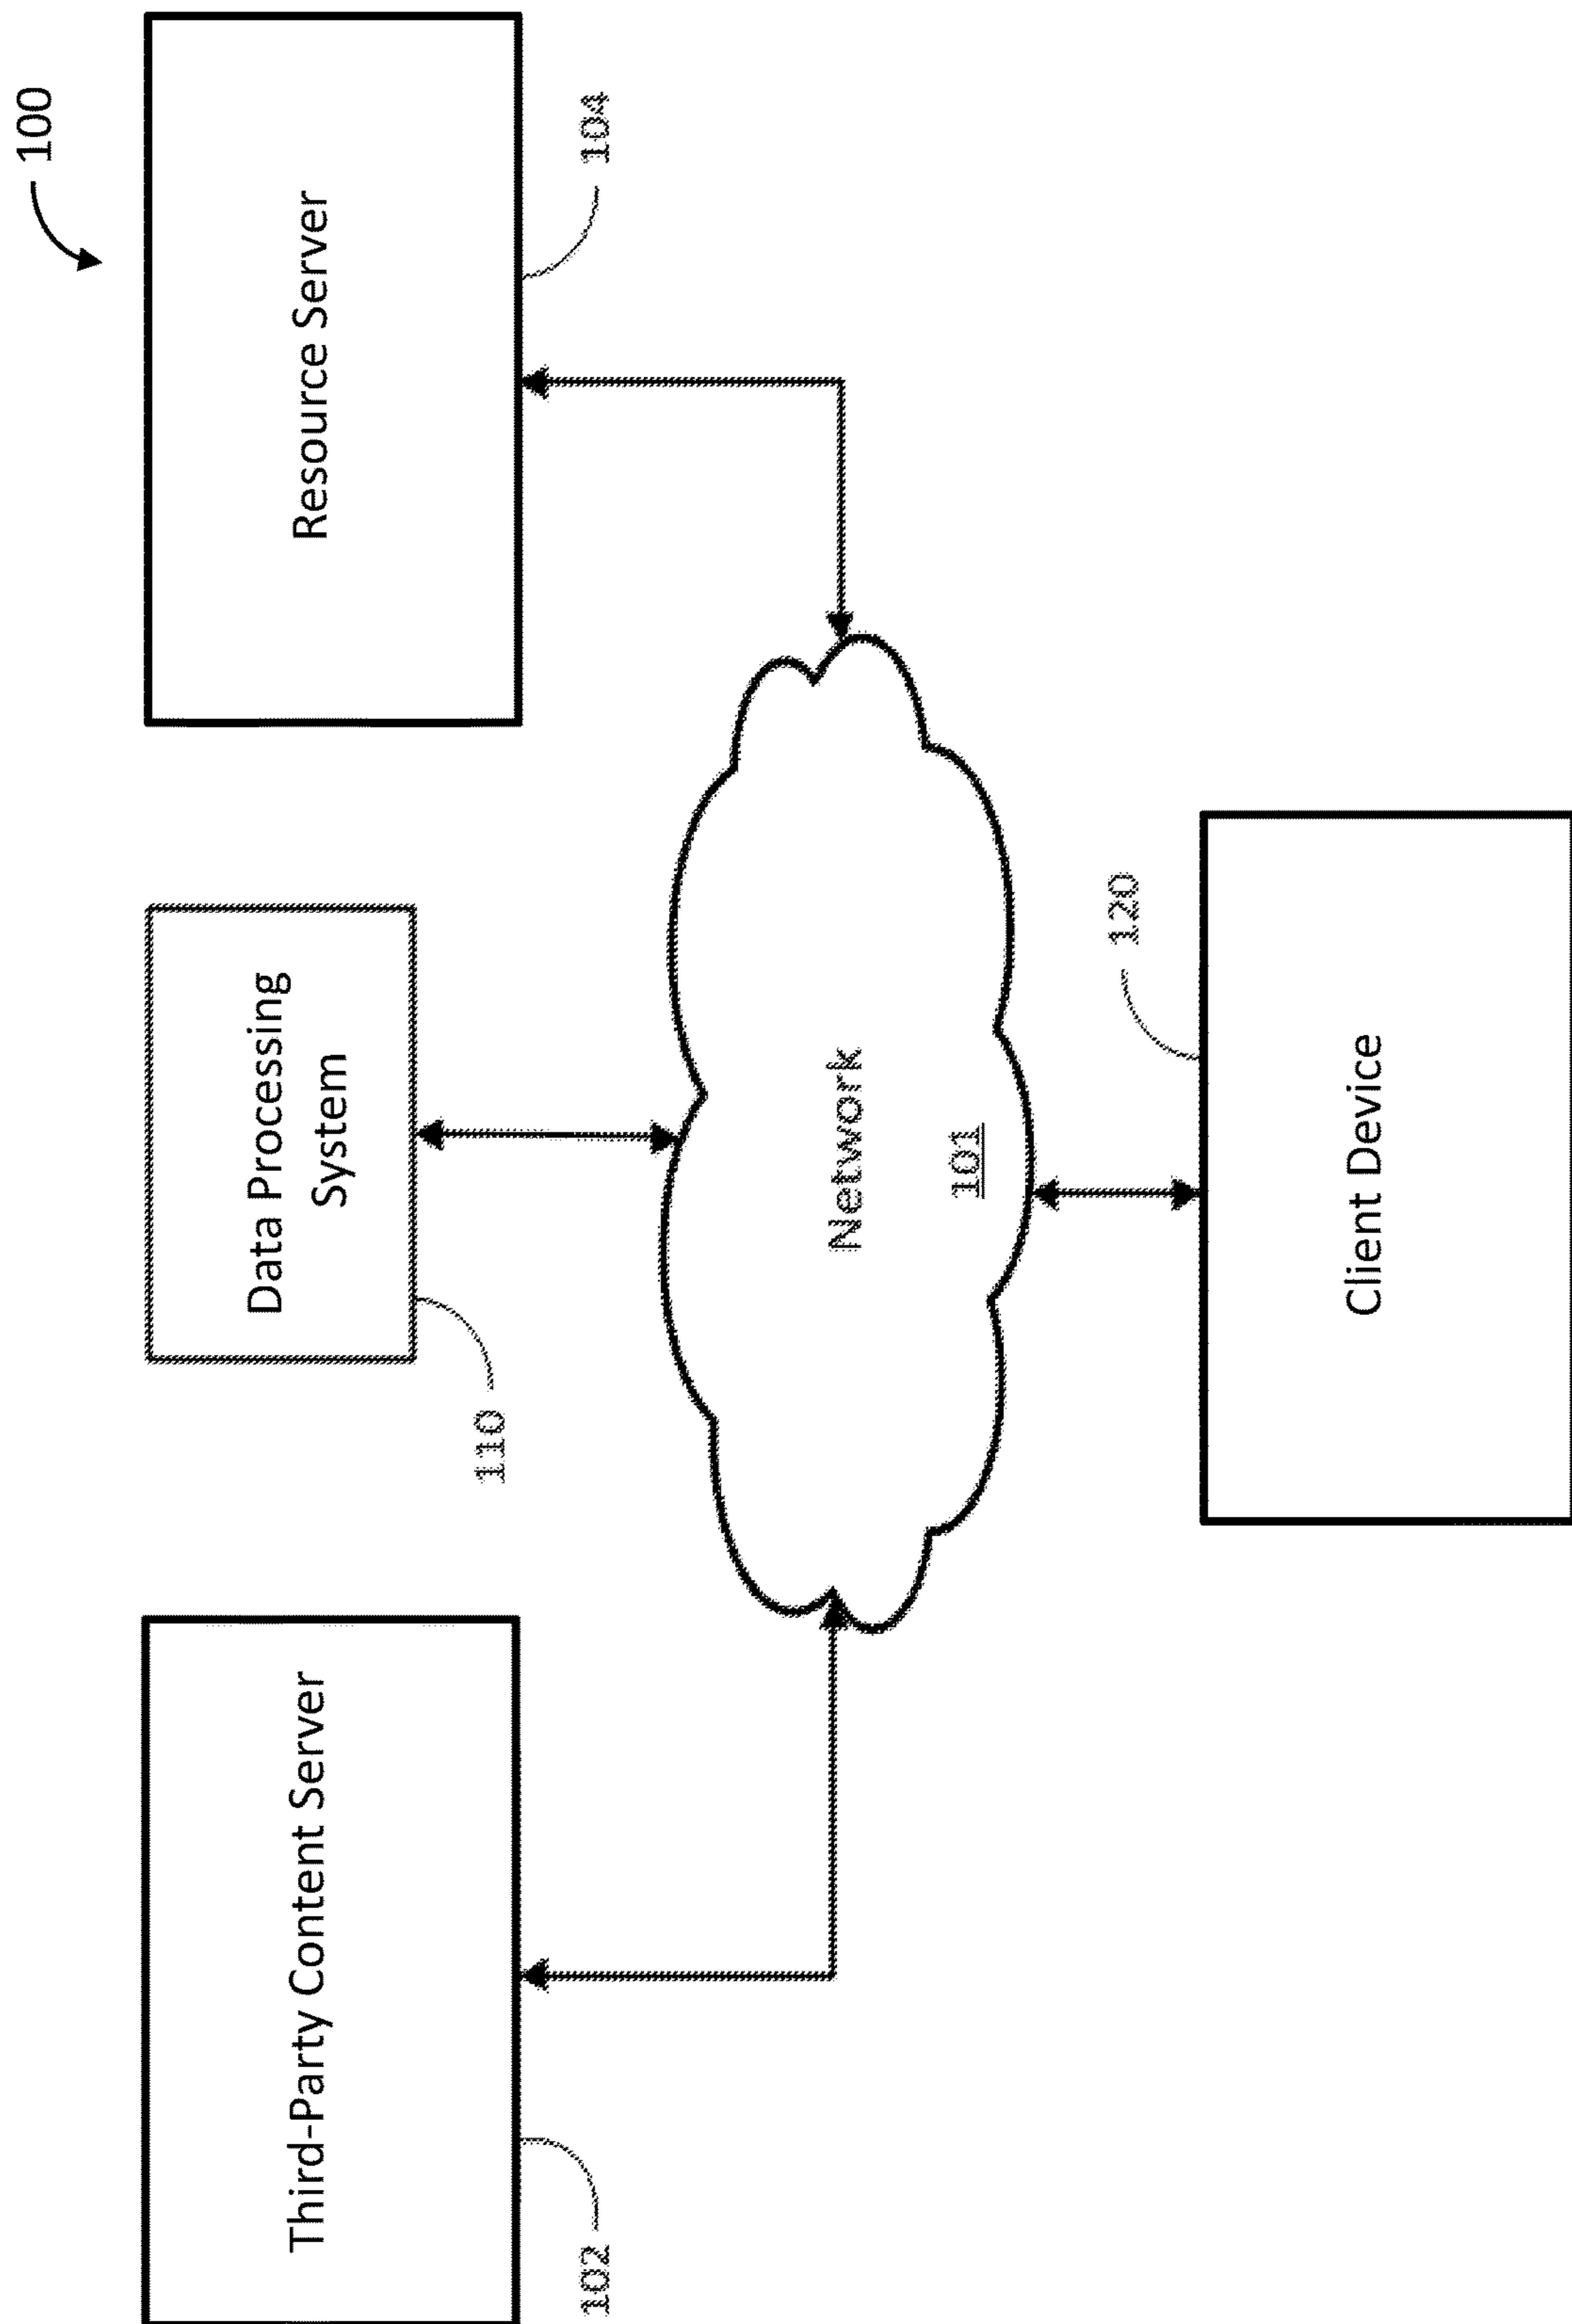 100
Third-Party Content Server
Data Processing
System
Resource Server
102
110
104
Network
101
120
Client Device